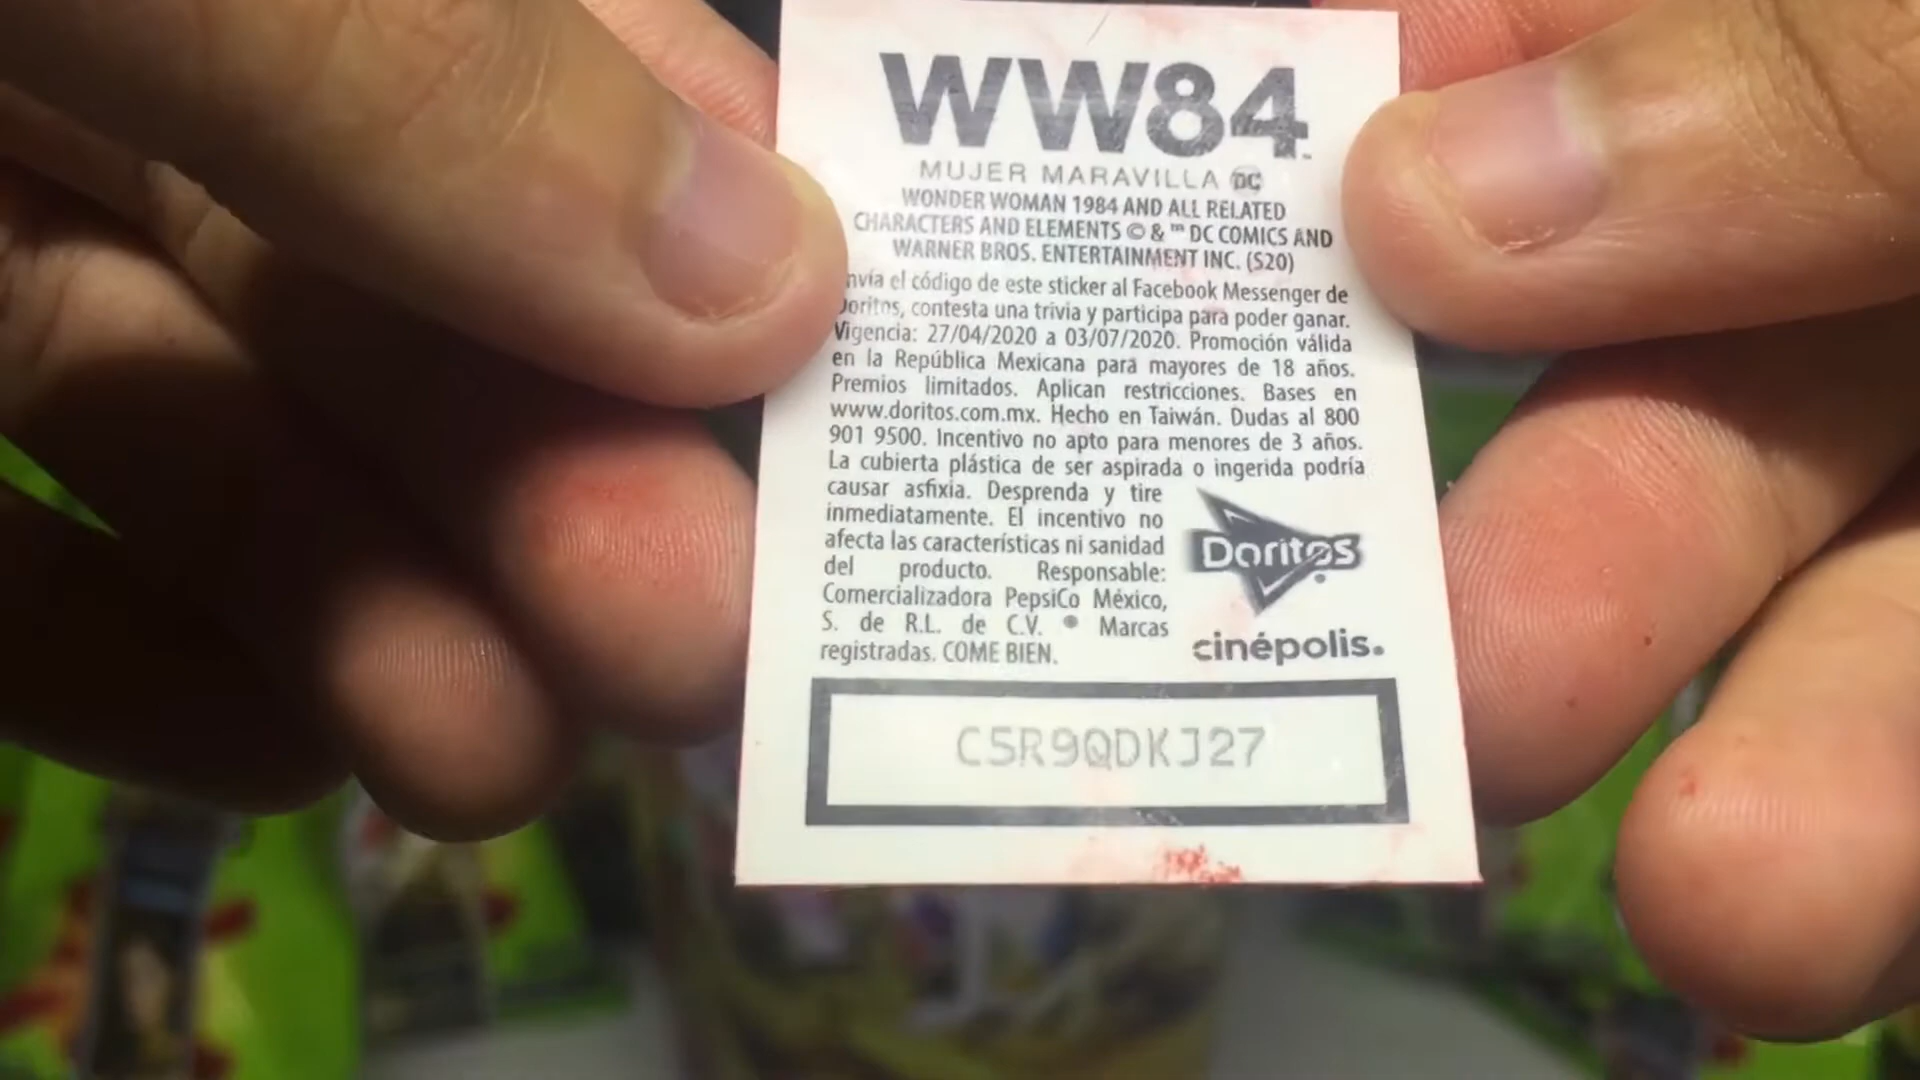 WW84™
MUJER MARAVILLA DC
WONDER WOMAN 1984 AND ALL RELATED
CHARACTERS AND ELEMENTS © & ™ DC COMICS AND
WARNER BROS. ENTERTAINMENT INC. (S20)
nvía el código de este sticker al Facebook Messenger de
Doritos, contesta una trivia y participa para poder ganar.
Vigencia: 27/04/2020 a 03/07/2020. Promoción válida
en la República Mexicana para mayores de 18 años.
Premios limitados. Aplican restricciones. Bases en
www.doritos.com.mx. Hecho en Taiwán. Dudas al 800
901 9500. Incentivo no apto para menores de 3 años.
La cubierta plástica de ser aspirada o ingerida podría
causar asfixia. Desprenda y tire
inmediatamente. El incentivo no
afecta las características ni sanidad
del producto. Responsable:
Comercializadora PepsiCo México,
S. de R.L. de C.V. ® Marcas
registradas. COME BIEN.
Doritos®
cinépolis.
C5R9QDKJ27